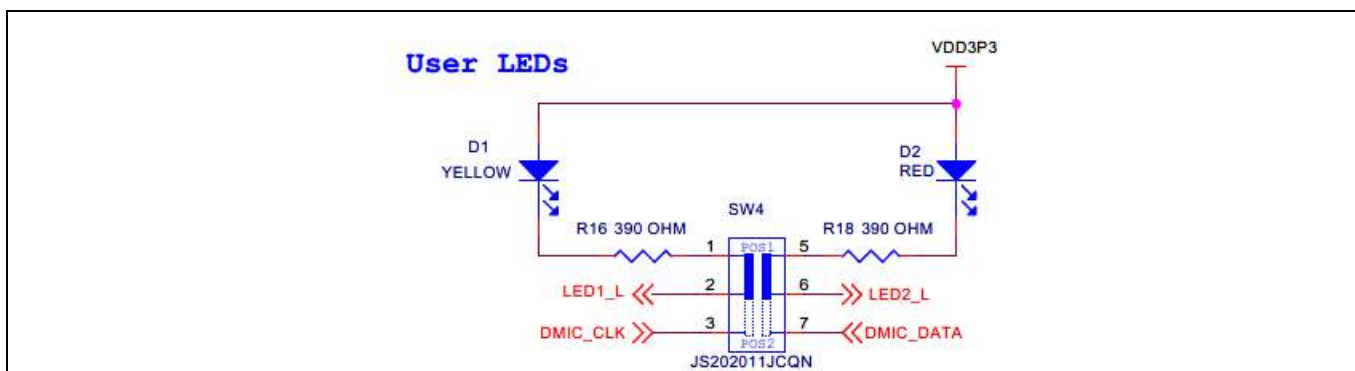 User LEDs
VDD3P3
D1
YELLOW
D2
RED
SW4
R16 390 OHM
R18 390 OHM
1
POS1
5
LED1_L
2
6
LED2_L
DMIC_CLK
3
7
DMIC_DATA
POS2
JS202011JCQN